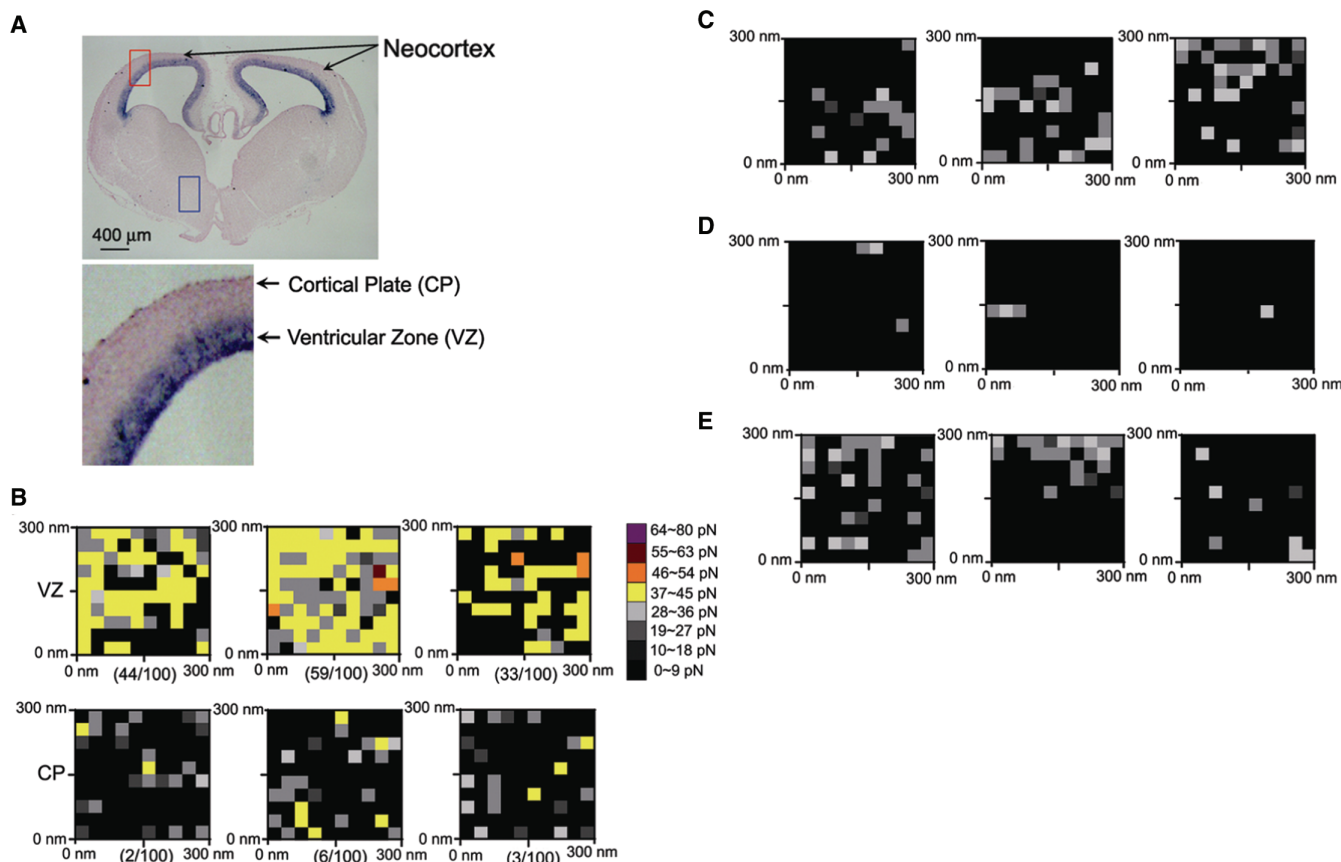 A
Neocortex
400 µm
Cortical Plate (CP)
Ventricular Zone (VZ)
B
300 nm
300 nm
300 nm
VZ
0 nm
0 nm
0 nm
0 nm
(44/100)
300 nm
0 nm
(59/100)
300 nm
0 nm
(33/100)
300 nm
64~80 pN
55~63 pN
46~54 pN
37~45 pN
28~36 pN
19~27 pN
10~18 pN
0~9 pN
300 nm
300 nm
300 nm
CP
0 nm
0 nm
0 nm
0 nm
(2/100)
300 nm
0 nm
(6/100)
300 nm
0 nm
(3/100)
300 nm
C
300 nm
300 nm
300 nm
0 nm
0 nm
0 nm
0 nm
300 nm
0 nm
300 nm
0 nm
300 nm
D
300 nm
300 nm
300 nm
0 nm
0 nm
0 nm
0 nm
300 nm
0 nm
300 nm
0 nm
300 nm
E
300 nm
300 nm
300 nm
0 nm
0 nm
0 nm
0 nm
300 nm
0 nm
300 nm
0 nm
300 nm